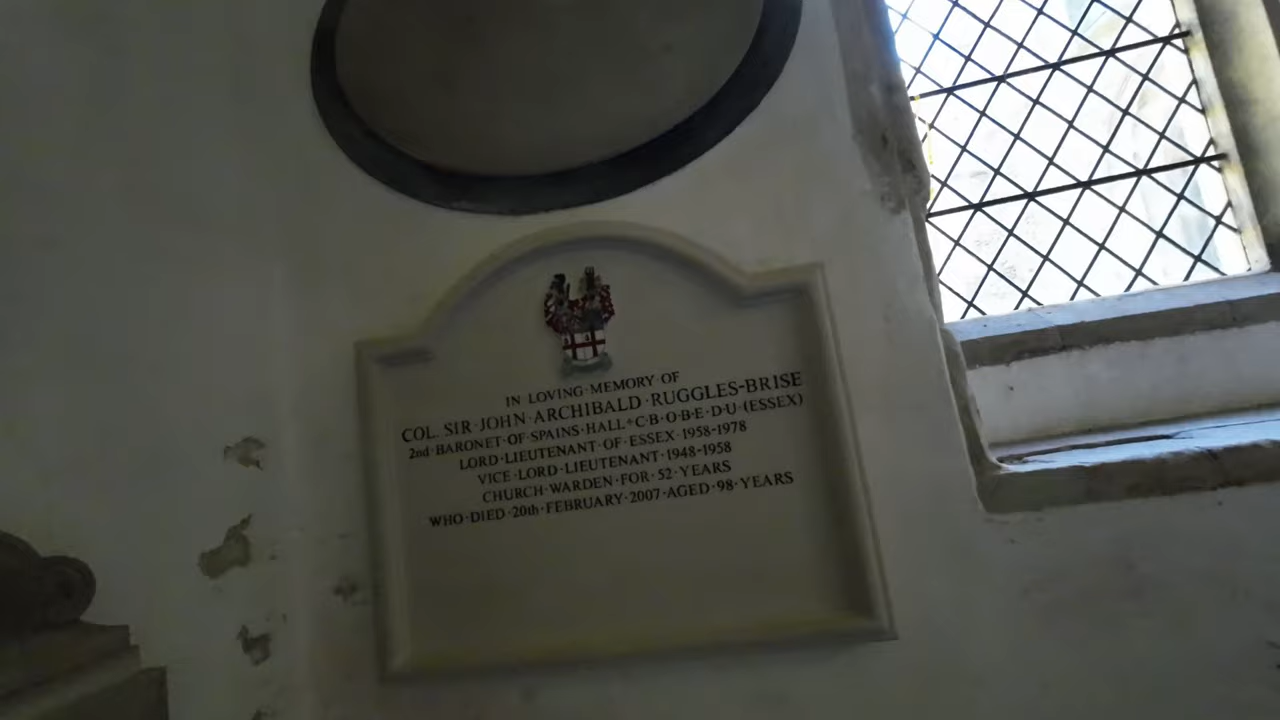 IN LOVING·MEMORY·OF
COL. SIR·JOHN·ARCHIBALD·RUGGLES-BRISE
2nd·BARONET·OF·SPAINS·HALL·C·B·O·B·E·D·U·(ESSEX)
LORD·LIEUTENANT·OF·ESSEX·1958-1978
VICE·LORD·LIEUTENANT·1948-1958
CHURCH·WARDEN·FOR·52·YEARS
WHO·DIED·20th·FEBRUARY·2007·AGED·98·YEARS